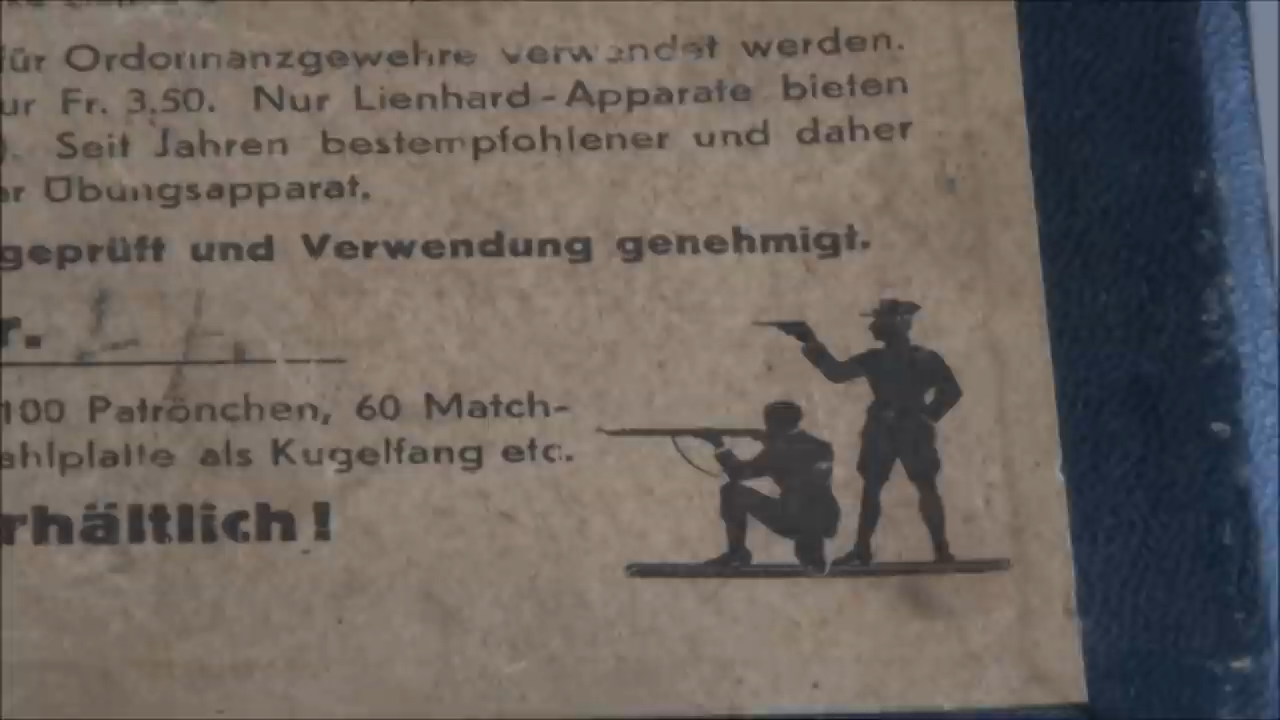 für Ordonnanzgewehre verwendet werden.
ur Fr. 3.50. Nur Lienhard-Apparate bieten
). Seit Jahren bestempfohlener und daher
er Übungsapparat.
geprüft und Verwendung genehmigt.
r.
100 Patrönchen, 60 Match-
ahlplatte als Kugelfang etc.
rhältlich!